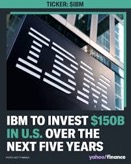 TICKER: $IBM
IBM
IBM TO INVEST $150B
IN U.S. OVER THE
NEXT FIVE YEARS
yahoo!finance